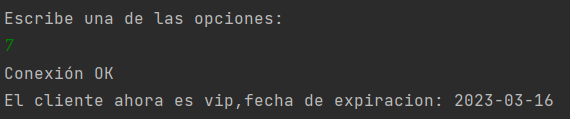 Escribe una de las opciones:
7
Conexión OK
El cliente ahora es vip,fecha de expiracion: 2023-03-16